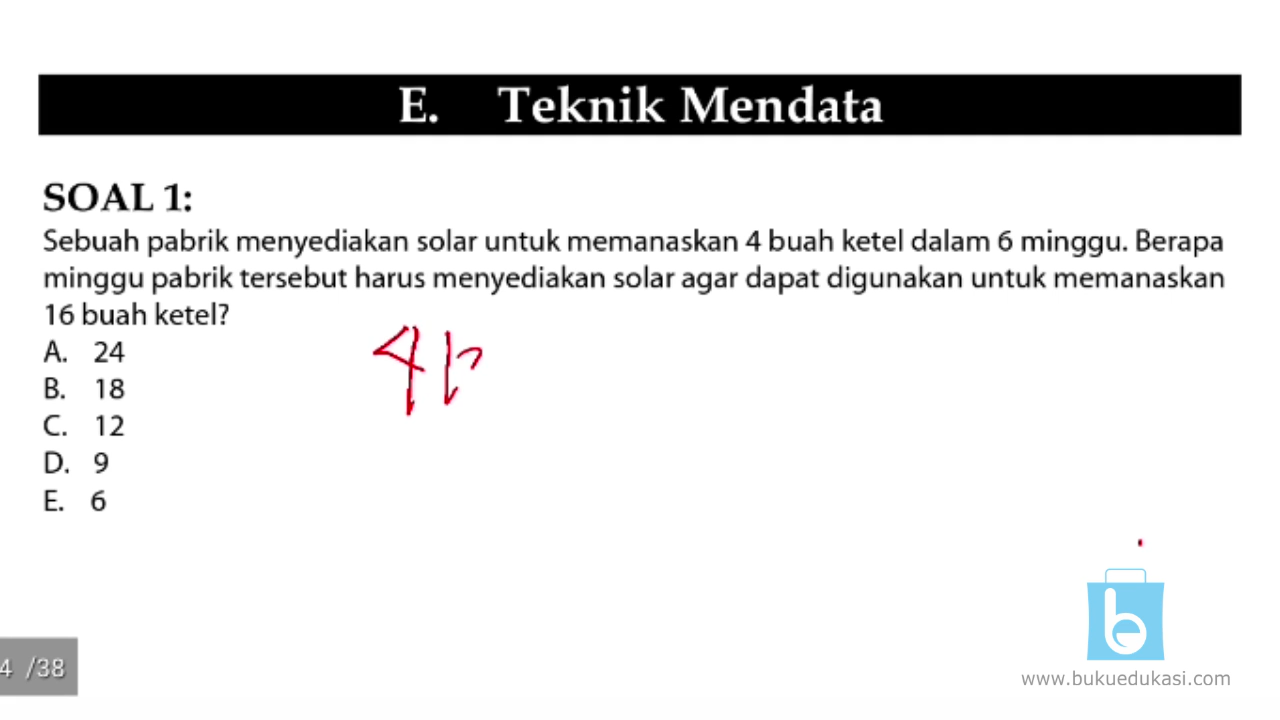 E. Teknik Mendata
SOAL 1:
Sebuah pabrik menyediakan solar untuk memanaskan 4 buah ketel dalam 6 minggu. Berapa
minggu pabrik tersebut harus menyediakan solar agar dapat digunakan untuk memanaskan
16 buah ketel?
A. 24
4
B. 18
C. 12
D. 9
E. 6
4 /38
www.bukuedukasi.com